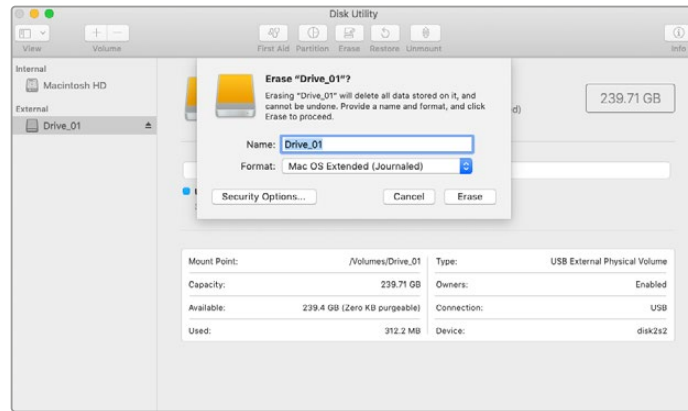 Disk Utility
View
Volume
First Aid
Partition
Erase
Restore
Unmount
Info
Internal
Macintosh HD
External
Drive_01
Erase “Drive_01”?
Erasing “Drive_01” will delete all data stored on it, and
cannot be undone. Provide a name and format, and click
Erase to proceed.
d)
239.71 GB
Name: Drive_01
Format: Mac OS Extended (Journaled)
Security Options...
Cancel
Erase
Mount Point: /Volumes/Drive_01
Type: USB External Physical Volume
Capacity: 239.71 GB
Owners: Enabled
Available: 239.4 GB (Zero KB purgeable)
Connection: USB
Used: 312.2 MB
Device: disk2s2